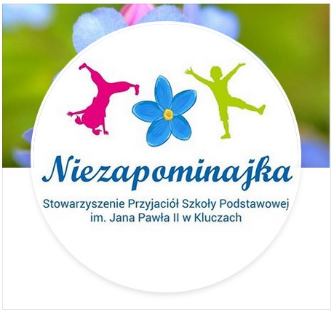 Niezapominajka
Stowarzyszenie Przyjaciół Szkoły Podstawowej
im. Jana Pawła II w Kluczach